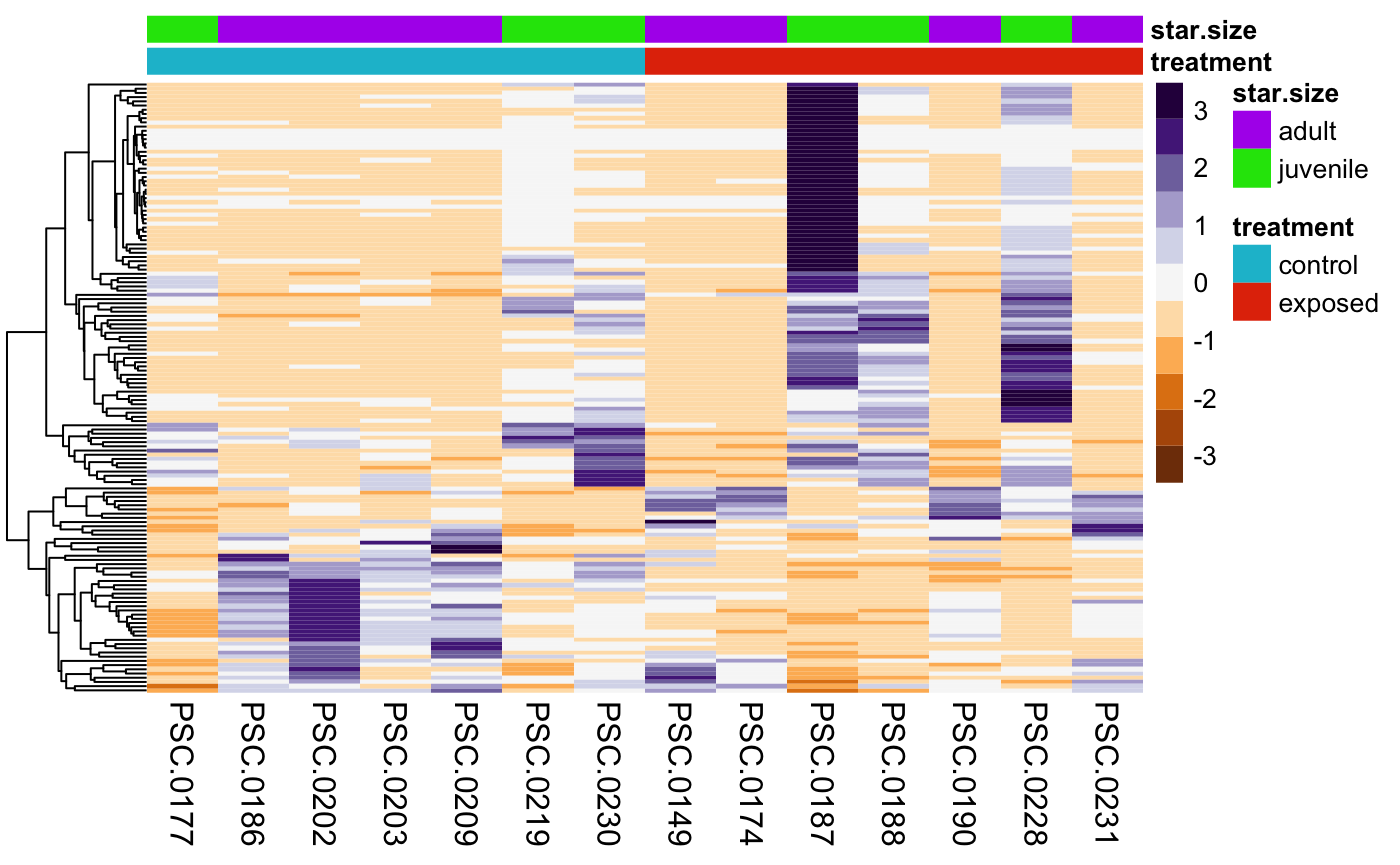 star.size
treatment
3
2
1
0
-1
-2
-3
star.size
adult
juvenile
treatment
control
exposed
PSC.0177
PSC.0186
PSC.0202
PSC.0203
PSC.0209
PSC.0219
PSC.0230
PSC.0149
PSC.0174
PSC.0187
PSC.0188
PSC.0190
PSC.0228
PSC.0231